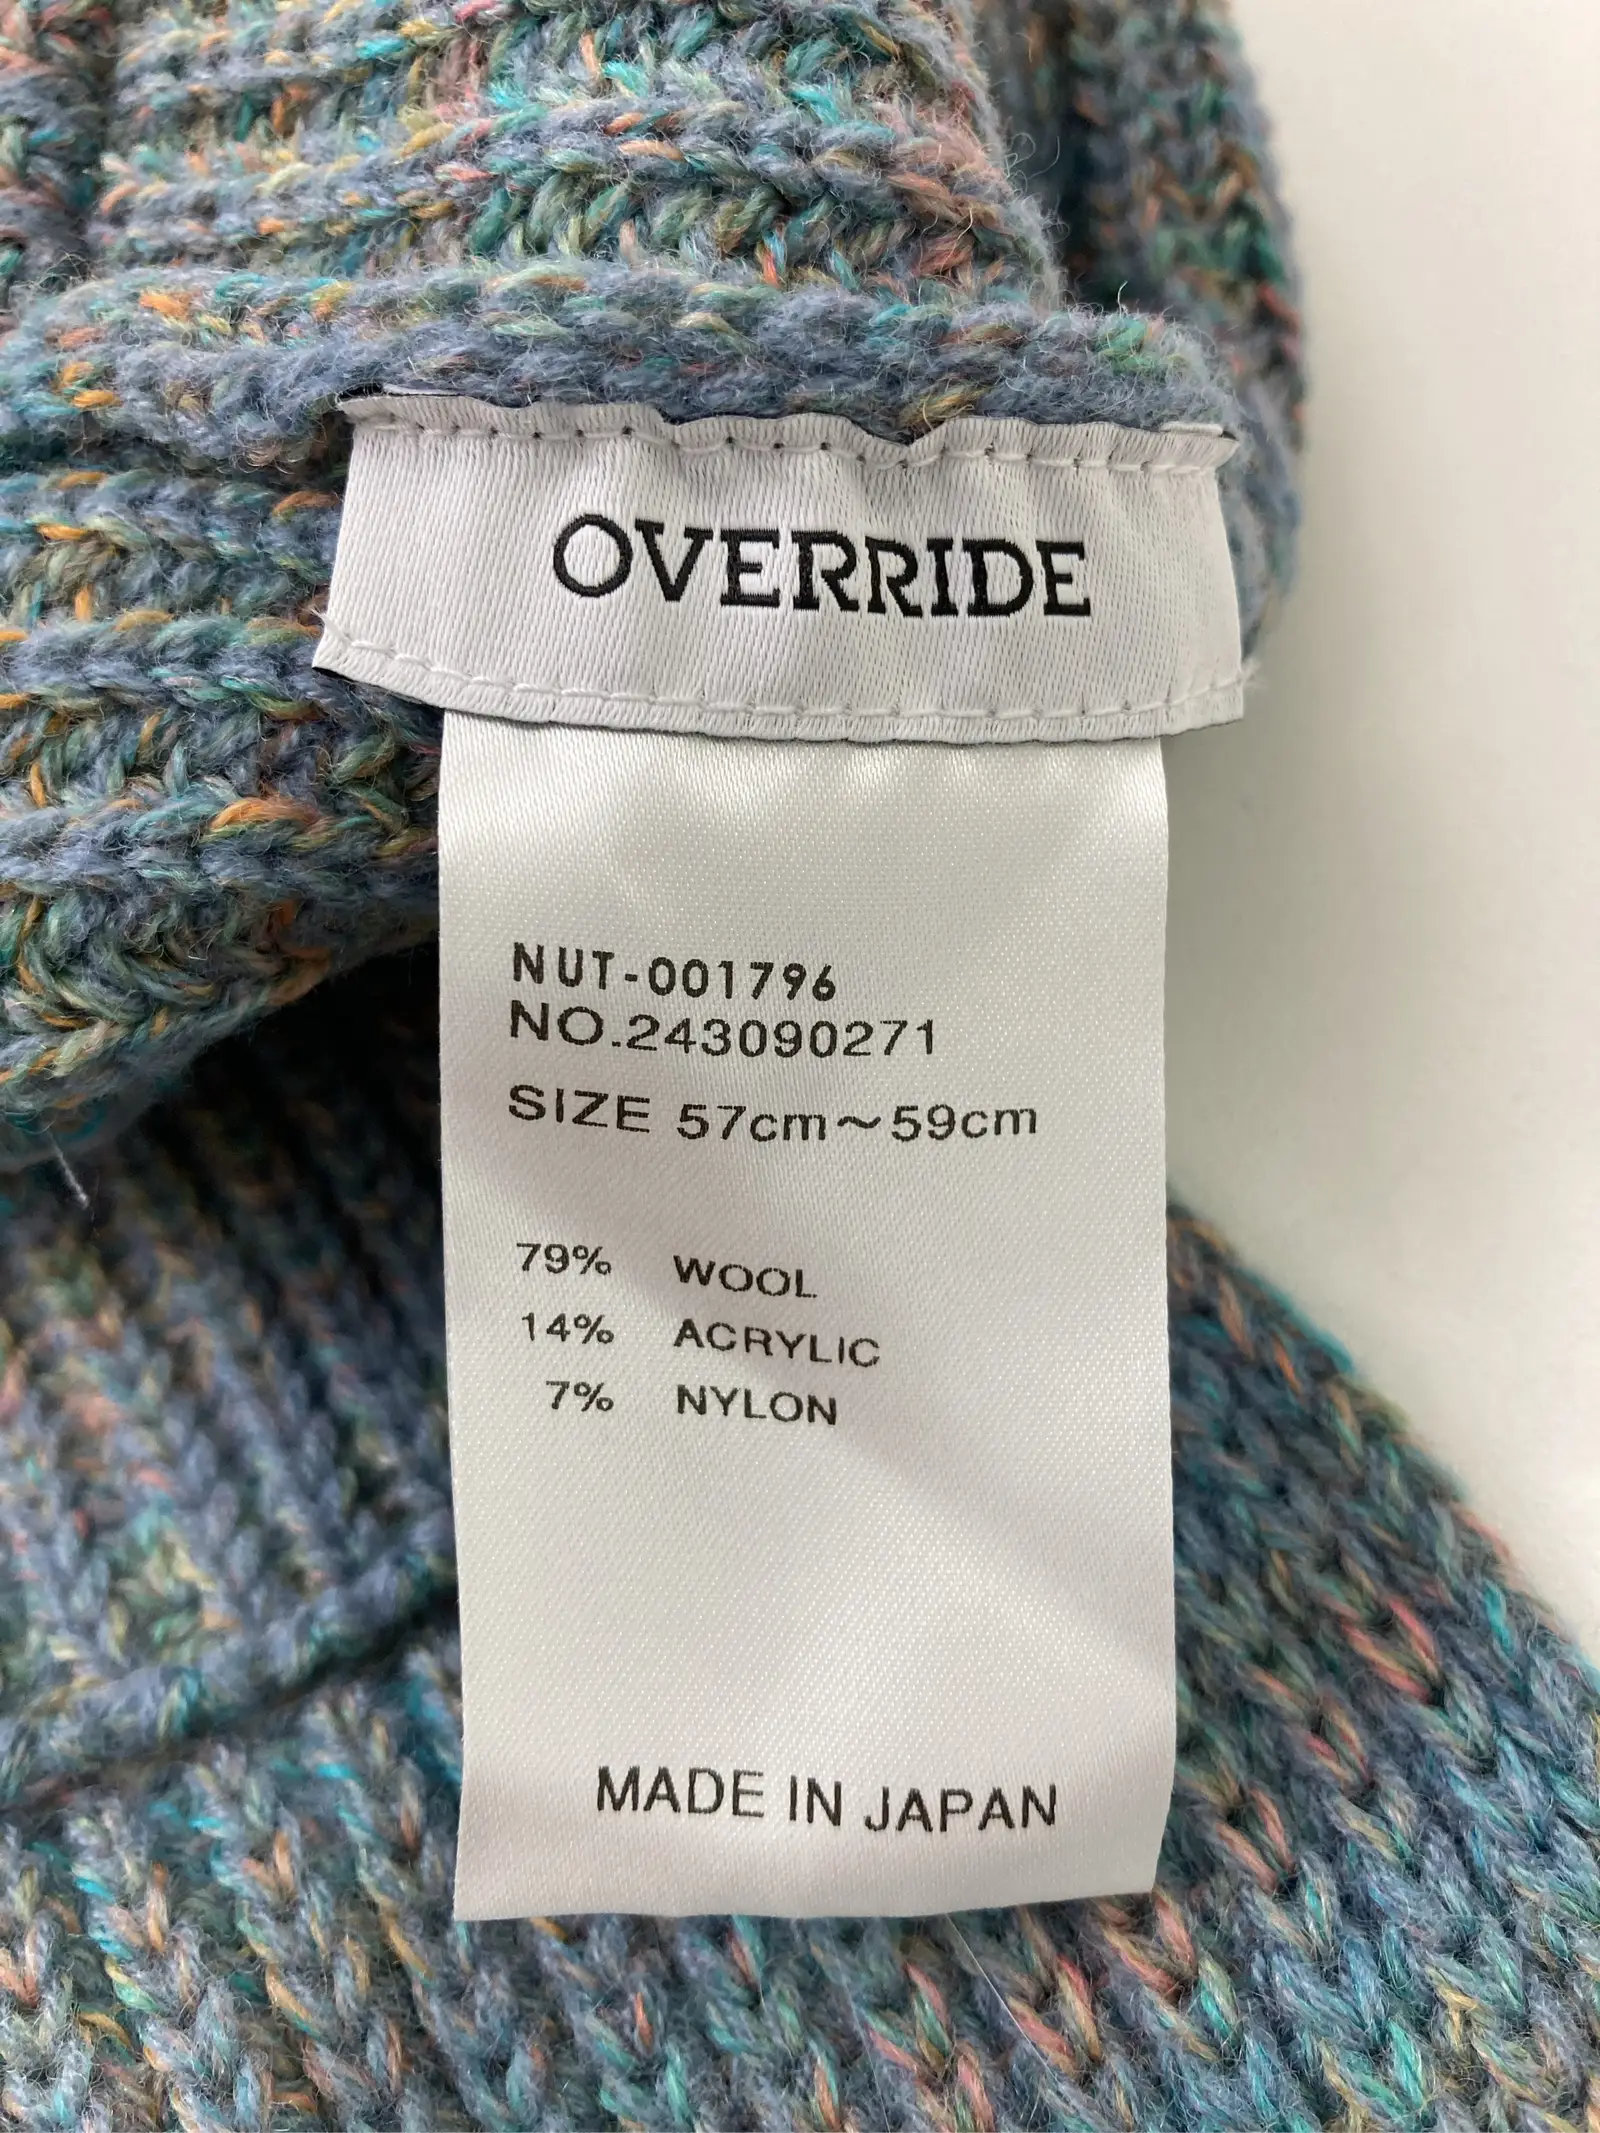 OVERRIDE
NUT-001796
NO.243090271
SIZE 57cm～59cm
79% WOOL
14% ACRYLIC
7% NYLON
MADE IN JAPAN